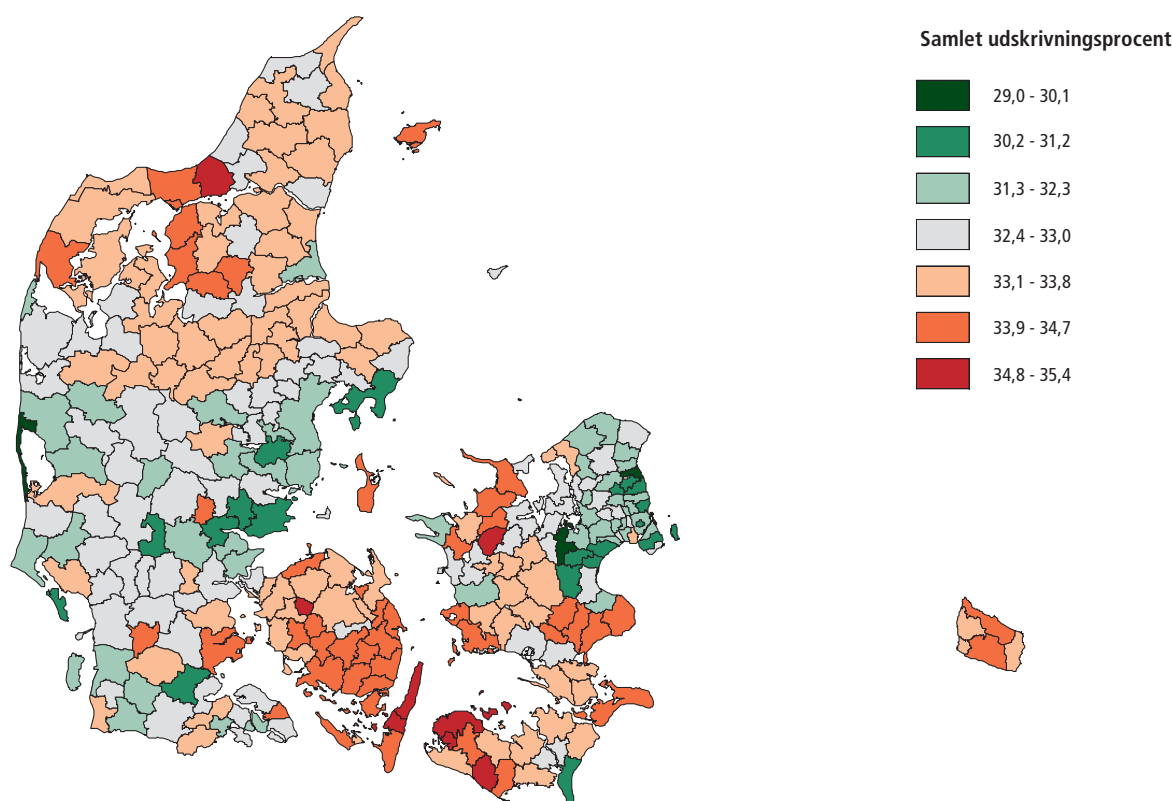 Samlet udskrivningsprocent
29,0 - 30,1
30,2 - 31,2
31,3 - 32,3
32,4 - 33,0
33,1 - 33,8
33,9 - 34,7
34,8 - 35,4